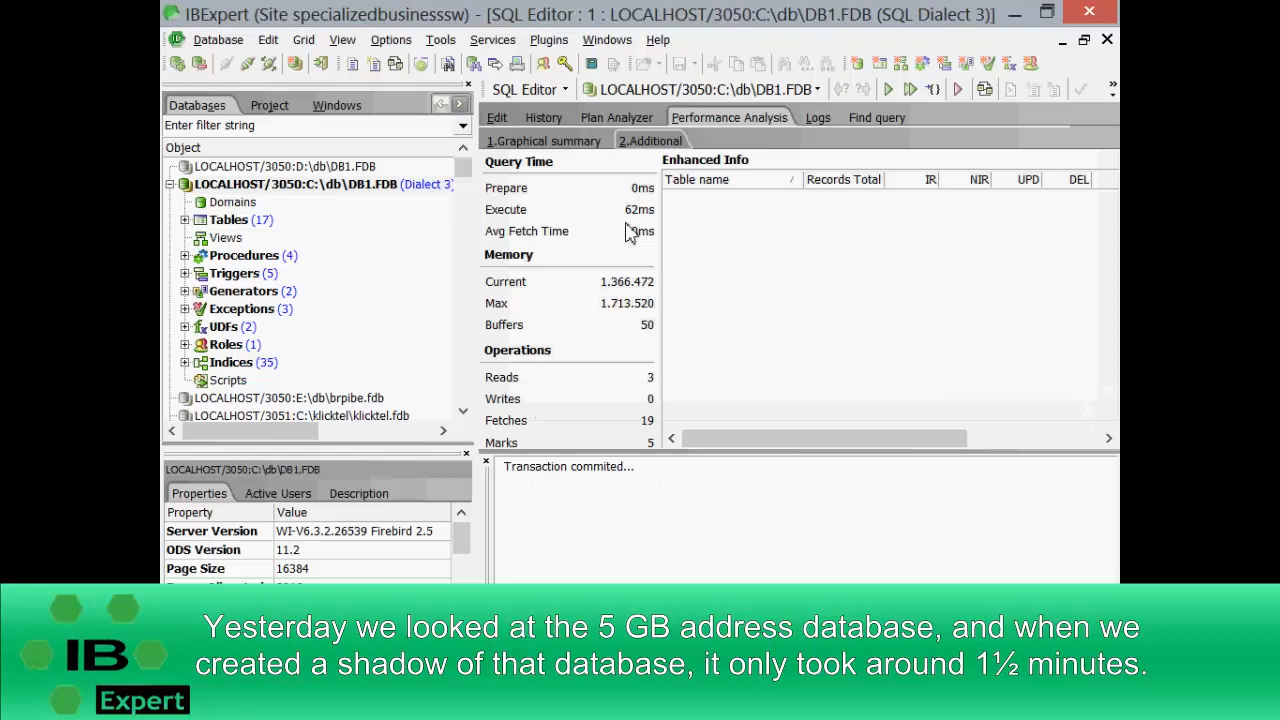 IBExpert (Site specializedbusinesssw) - [SQL Editor : 1 : LOCALHOST/3050:C:\db\DB1.FDB (SQL Dialect 3)]
Database Edit Grid View Options Tools Services Plugins Windows Help
SQL Editor LOCALHOST/3050:C:\db\DB1.FDB
Databases Project Windows
Enter filter string
Object
LOCALHOST/3050:D:\db\DB1.FDB
LOCALHOST/3050:C:\db\DB1.FDB (Dialect 3)
Domains
Tables (17)
Views
Procedures (4)
Triggers (5)
Generators (2)
Exceptions (3)
UDFs (2)
Roles (1)
Indices (35)
Scripts
LOCALHOST/3050:E:\db\brpibe.fdb
LOCALHOST/3051:C:\klicktel\klicktel.fdb
Edit History Plan Analyzer Performance Analysis Logs Find query
1.Graphical summary 2.Additional
Query Time
Prepare 0ms
Execute 62ms
Avg Fetch Time ms
Memory
Current 1.366.472
Max 1.713.520
Buffers 50
Operations
Reads 3
Writes 0
Fetches 19
Marks 5
Enhanced Info
Table name / Records Total IR NIR UPD DEL
LOCALHOST/3050:C:\db\DB1.FDB
Properties Active Users Description
Property Value
Server Version WI-V6.3.2.26539 Firebird 2.5
ODS Version 11.2
Page Size 16384
Transaction commited...
IB
Expert
Yesterday we looked at the 5 GB address database, and when we
created a shadow of that database, it only took around 1½ minutes.